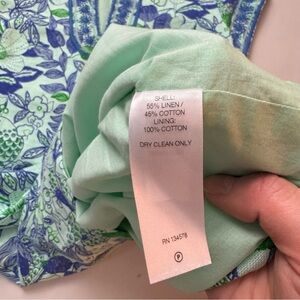 SHELL:
55% LINEN /
45% COTTON
LINING:
100% COTTON
DRY CLEAN ONLY
RN 134578
P